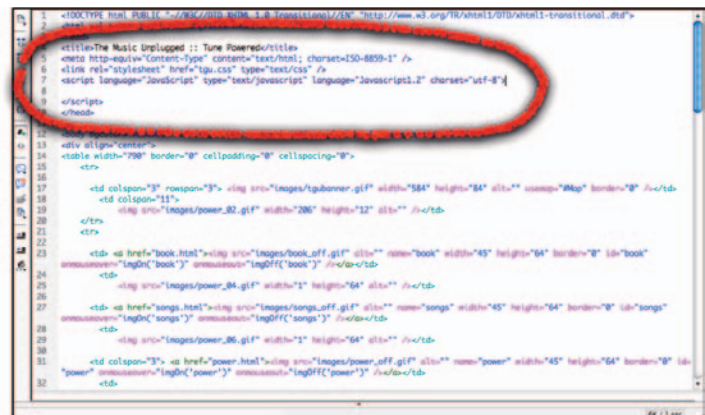 1 <!DOCTYPE html PUBLIC "-//W3C//DTD XHTML 1.0 Transitional//EN" "http://www.w3.org/TR/xhtml1/DTD/xhtml1-transitional.dtd">
4 <title>The Music Unplugged :: Tune Powered</title>
5 <meta http-equiv="Content-Type" content="text/html; charset=ISO-8859-1" />
6 <link rel="stylesheet" href="tgu.css" type="text/css" />
7 <script language="JavaScript" type="text/javascript" language="Javascript1.2" charset="utf-8">
8
9 </script>
</head>
12
13 <div align="center">
14 <table width="790" border="0" cellpadding="0" cellspacing="0">
15 <tr>
16
17 <td colspan="3" rowspan="3"> <img src="images/tgubanner.gif" width="584" height="84" alt="" usemap="#Map" border="0" /></td>
18 <td colspan="11">
19 <img src="images/power_02.gif" width="206" height="12" alt="" /></td>
20 </tr>
21 <tr>
22
23 <td> <a href="book.html"><img src="images/book_off.gif" alt="" name="book" width="45" height="64" border="0" id="book"
onmouseover="imgOn('book')" onmouseout="imgOff('book')" /></a></td>
24 <td>
25 <img src="images/power_04.gif" width="1" height="64" alt="" /></td>
26
27 <td> <a href="songs.html"><img src="images/songs_off.gif" alt="" name="songs" width="45" height="64" border="0" id="songs"
onmouseover="imgOn('songs')" onmouseout="imgOff('songs')" /></a></td>
28 <td>
29 <img src="images/power_06.gif" width="1" height="64" alt="" /></td>
30
31 <td colspan="3"> <a href="power.html"><img src="images/power_off.gif" alt="" name="power" width="45" height="64" border="0" id=
"power" onmouseover="imgOn('power')" onmouseout="imgOff('power')" /></a></td>
32 <td>